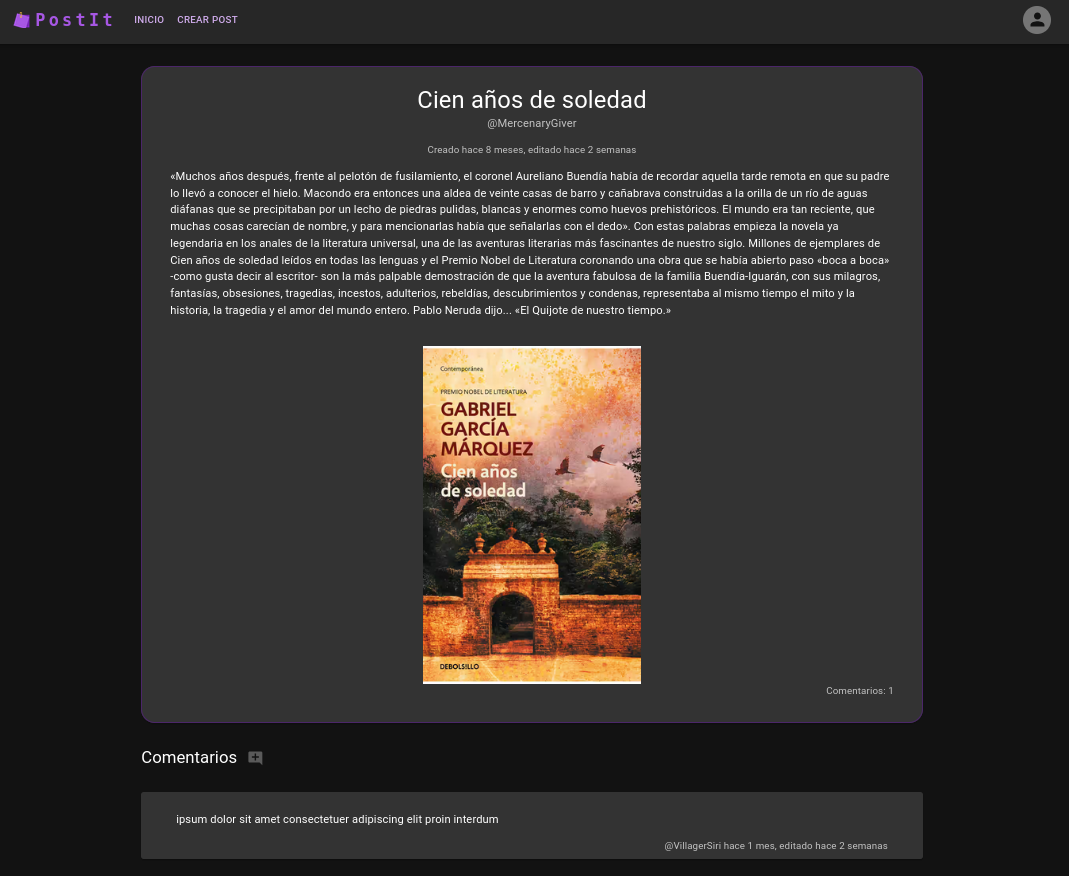 PostIt
INICIO
CREAR POST
Cien años de soledad
@MercenaryGiver
Creado hace 8 meses, editado hace 2 semanas
«Muchos años después, frente al pelotón de fusilamiento, el coronel Aureliano Buendía había de recordar aquella tarde remota en que su padre
lo llevó a conocer el hielo. Macondo era entonces una aldea de veinte casas de barro y cañabrava construidas a la orilla de un río de aguas
diáfanas que se precipitaban por un lecho de piedras pulidas, blancas y enormes como huevos prehistóricos. El mundo era tan reciente, que
muchas cosas carecían de nombre, y para mencionarlas había que señalarlas con el dedo». Con estas palabras empieza la novela ya
legendaria en los anales de la literatura universal, una de las aventuras literarias más fascinantes de nuestro siglo. Millones de ejemplares de
Cien años de soledad leídos en todas las lenguas y el Premio Nobel de Literatura coronando una obra que se había abierto paso «boca a boca»
-como gusta decir al escritor- son la más palpable demostración de que la aventura fabulosa de la familia Buendía-Iguarán, con sus milagros,
fantasías, obsesiones, tragedias, incestos, adulterios, rebeldías, descubrimientos y condenas, representaba al mismo tiempo el mito y la
historia, la tragedia y el amor del mundo entero. Pablo Neruda dijo... «El Quijote de nuestro tiempo.»
Contemporánea
PREMIO NOBEL DE LITERATURA
GABRIEL
GARCÍA
MÁRQUEZ
Cien años
de soledad
DEBOLS!LLO
Comentarios: 1
Comentarios
ipsum dolor sit amet consectetuer adipiscing elit proin interdum
@VillagerSiri hace 1 mes, editado hace 2 semanas